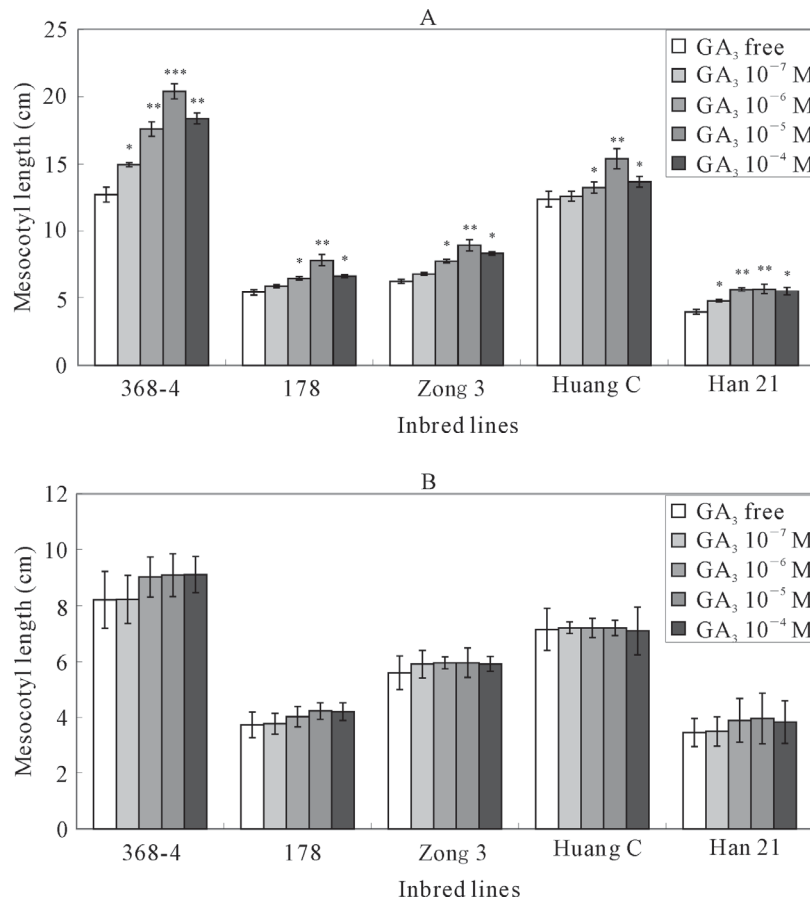 A
Mesocotyl length (cm)
25
20
15
10
5
0
GA₃ free
GA₃ 10⁻⁷ M
GA₃ 10⁻⁶ M
GA₃ 10⁻⁵ M
GA₃ 10⁻⁴ M
* ** *** **
* ** *
* ** *
* ** *
* ** ** *
368-4 178 Zong 3 Huang C Han 21
Inbred lines
B
Mesocotyl length (cm)
12
10
8
6
4
2
0
GA₃ free
GA₃ 10⁻⁷ M
GA₃ 10⁻⁶ M
GA₃ 10⁻⁵ M
GA₃ 10⁻⁴ M
368-4 178 Zong 3 Huang C Han 21
Inbred lines